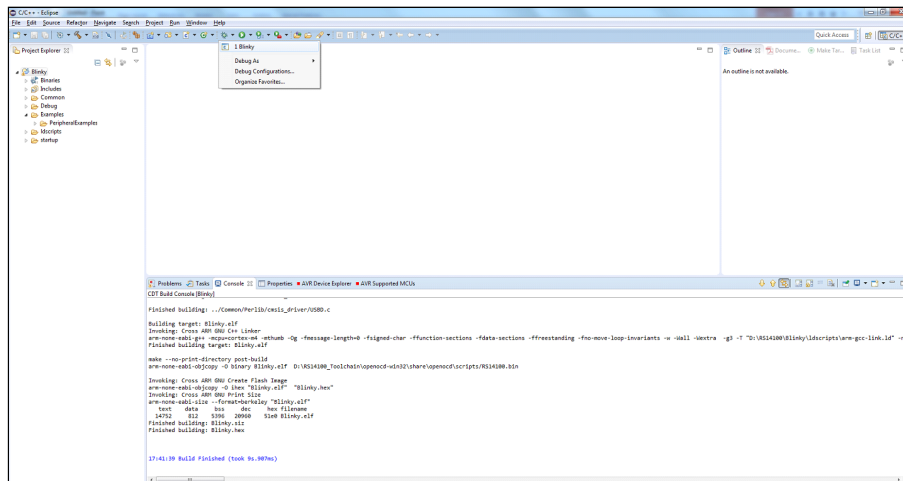 C/C++ - Eclipse
File Edit Source Refactor Navigate Search Project Run Window Help
Quick Access
C/C+
1 Blinky
Debug As
Debug Configurations...
Organize Favorites...
Project Explorer
Blinky
Binaries
Includes
Common
Debug
Examples
PeripheralExamples
ldscripts
startup
Outline Docume... Make Tar... Task List
An outline is not available.
Problems Tasks Console Properties AVR Device Explorer AVR Supported MCUs
CDT Build Console [Blinky]
Finished building: ../Common/Perlib/cmsis_driver/USBD.c
Building target: Blinky.elf
Invoking: Cross ARM GNU C++ Linker
arm-none-eabi-g++ -mcpu=cortex-m4 -mthumb -Og -fmessage-length=0 -fsigned-char -ffunction-sections -fdata-sections -ffreestanding -fno-move-loop-invariants -w -Wall -Wextra -g3 -T "D:\RS14100\Blinky\ldscripts\arm-gcc-link.ld"
Finished building target: Blinky.elf
make --no-print-directory post-build
arm-none-eabi-objcopy -O binary Blinky.elf D:\RS14100_Toolchain\openocd-win32\share\openocd\scripts/RS14100.bin
Invoking: Cross ARM GNU Create Flash Image
arm-none-eabi-objcopy -O ihex "Blinky.elf" "Blinky.hex"
Invoking: Cross ARM GNU Print Size
arm-none-eabi-size --format=berkeley "Blinky.elf"
text data bss dec hex filename
14752 812 5396 20960 51e0 Blinky.elf
Finished building: Blinky.siz
Finished building: Blinky.hex
17:41:39 Build Finished (took 9s.907ms)